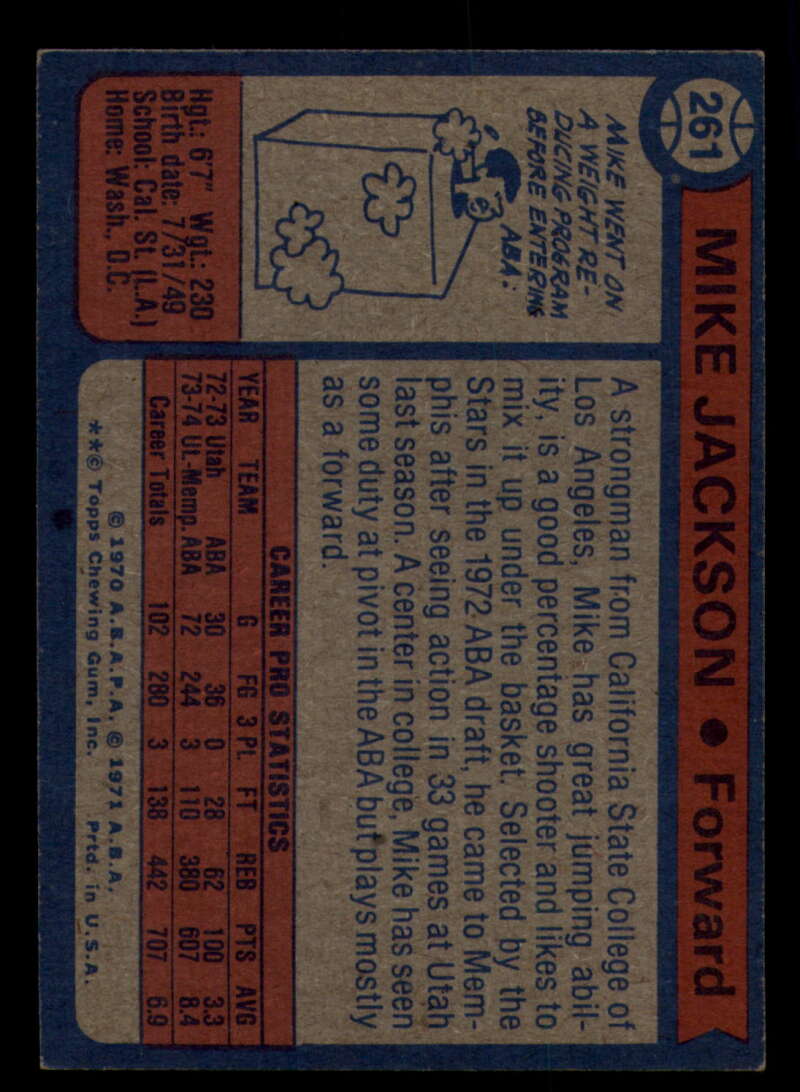 261
MIKE JACKSON • Forward
MIKE WENT ON
A WEIGHT RE-
DUCING PROGRAM
BEFORE ENTERING
ABA.
Hgt.: 6'7" Wgt.: 230
Birth date: 7/31/49
School: Cal. St. (L.A.)
Home: Wash., D.C.
A strongman from California State College of
Los Angeles, Mike has great jumping abil-
ity, is a good percentage shooter and likes to
mix it up under the basket. Selected by the
Stars in the 1972 ABA draft, he came to Mem-
phis after seeing action in 33 games at Utah
last season. A center in college, Mike has seen
some duty at pivot in the ABA but plays mostly
as a forward.
CAREER PRO STATISTICS
YEAR TEAM G FG 3 Pt. FT REB PTS AVG
72-73 Utah ABA 30 36 0 28 62 100 3.3
73-74 Ut.-Memp. ABA 72 244 3 110 380 607 8.4
Career Totals 102 280 3 138 442 707 6.9
© 1970 A.B.A.P.A. © 1971 A.B.A.
**© Topps Chewing Gum, Inc. Prtd. in U.S.A.